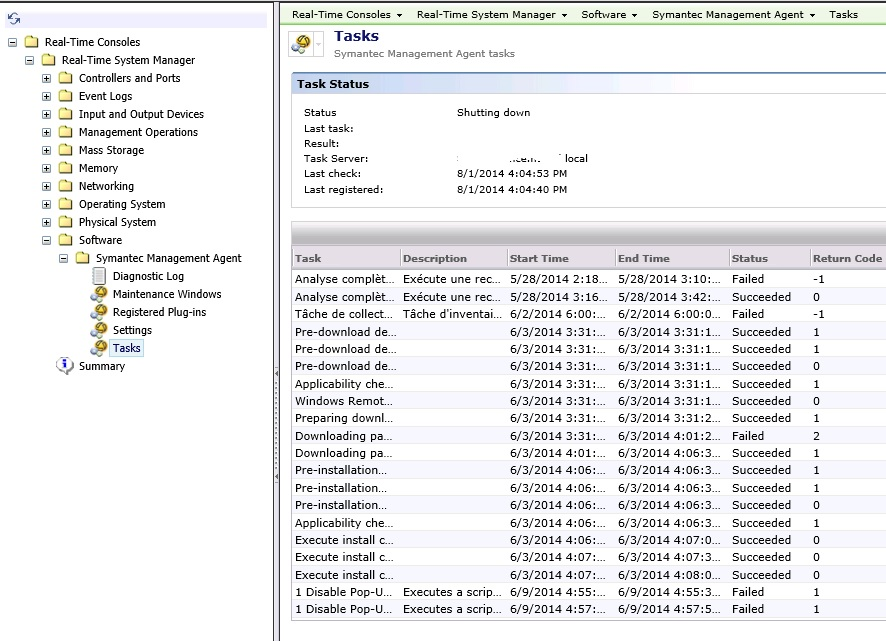 Real-Time Consoles
Real-Time System Manager
Controllers and Ports
Event Logs
Input and Output Devices
Management Operations
Mass Storage
Memory
Networking
Operating System
Physical System
Software
Symantec Management Agent
Diagnostic Log
Maintenance Windows
Registered Plug-ins
Settings
Tasks
Summary
Real-Time Consoles Real-Time System Manager Software Symantec Management Agent Tasks
Tasks
Symantec Management Agent tasks
Task Status
Status Shutting down
Last task:
Result:
Task Server: local
Last check: 8/1/2014 4:04:53 PM
Last registered: 8/1/2014 4:04:40 PM
Task Description Start Time End Time Status Return Code
Analyse complèt... Exécute une rec... 5/28/2014 2:18... 5/28/2014 3:10:... Failed -1
Analyse complèt... Exécute une rec... 5/28/2014 3:16... 5/28/2014 3:42:... Succeeded 0
Tâche de collect... Tâche d'inventai... 6/2/2014 6:00:... 6/2/2014 6:00:0... Failed -1
Pre-download de... 6/3/2014 3:31:... 6/3/2014 3:31:1... Succeeded 1
Pre-download de... 6/3/2014 3:31:... 6/3/2014 3:31:1... Succeeded 1
Pre-download de... 6/3/2014 3:31:... 6/3/2014 3:31:1... Succeeded 0
Applicability che... 6/3/2014 3:31:... 6/3/2014 3:31:1... Succeeded 1
Windows Remot... 6/3/2014 3:31:... 6/3/2014 3:31:1... Succeeded 0
Preparing downl... 6/3/2014 3:31:... 6/3/2014 3:31:2... Succeeded 1
Downloading pa... 6/3/2014 3:31:... 6/3/2014 4:01:2... Failed 2
Downloading pa... 6/3/2014 4:01:... 6/3/2014 4:06:3... Succeeded 1
Pre-installation... 6/3/2014 4:06:... 6/3/2014 4:06:3... Succeeded 1
Pre-installation... 6/3/2014 4:06:... 6/3/2014 4:06:3... Succeeded 1
Pre-installation... 6/3/2014 4:06:... 6/3/2014 4:06:3... Succeeded 0
Applicability che... 6/3/2014 4:06:... 6/3/2014 4:06:3... Succeeded 1
Execute install c... 6/3/2014 4:06:... 6/3/2014 4:07:0... Succeeded 0
Execute install c... 6/3/2014 4:07:... 6/3/2014 4:07:3... Succeeded 0
Execute install c... 6/3/2014 4:07:... 6/3/2014 4:08:0... Succeeded 0
1 Disable Pop-U... Executes a scrip... 6/9/2014 4:55:... 6/9/2014 4:55:3... Failed 1
1 Disable Pop-U... Executes a scrip... 6/9/2014 4:57:... 6/9/2014 4:57:5... Failed 1